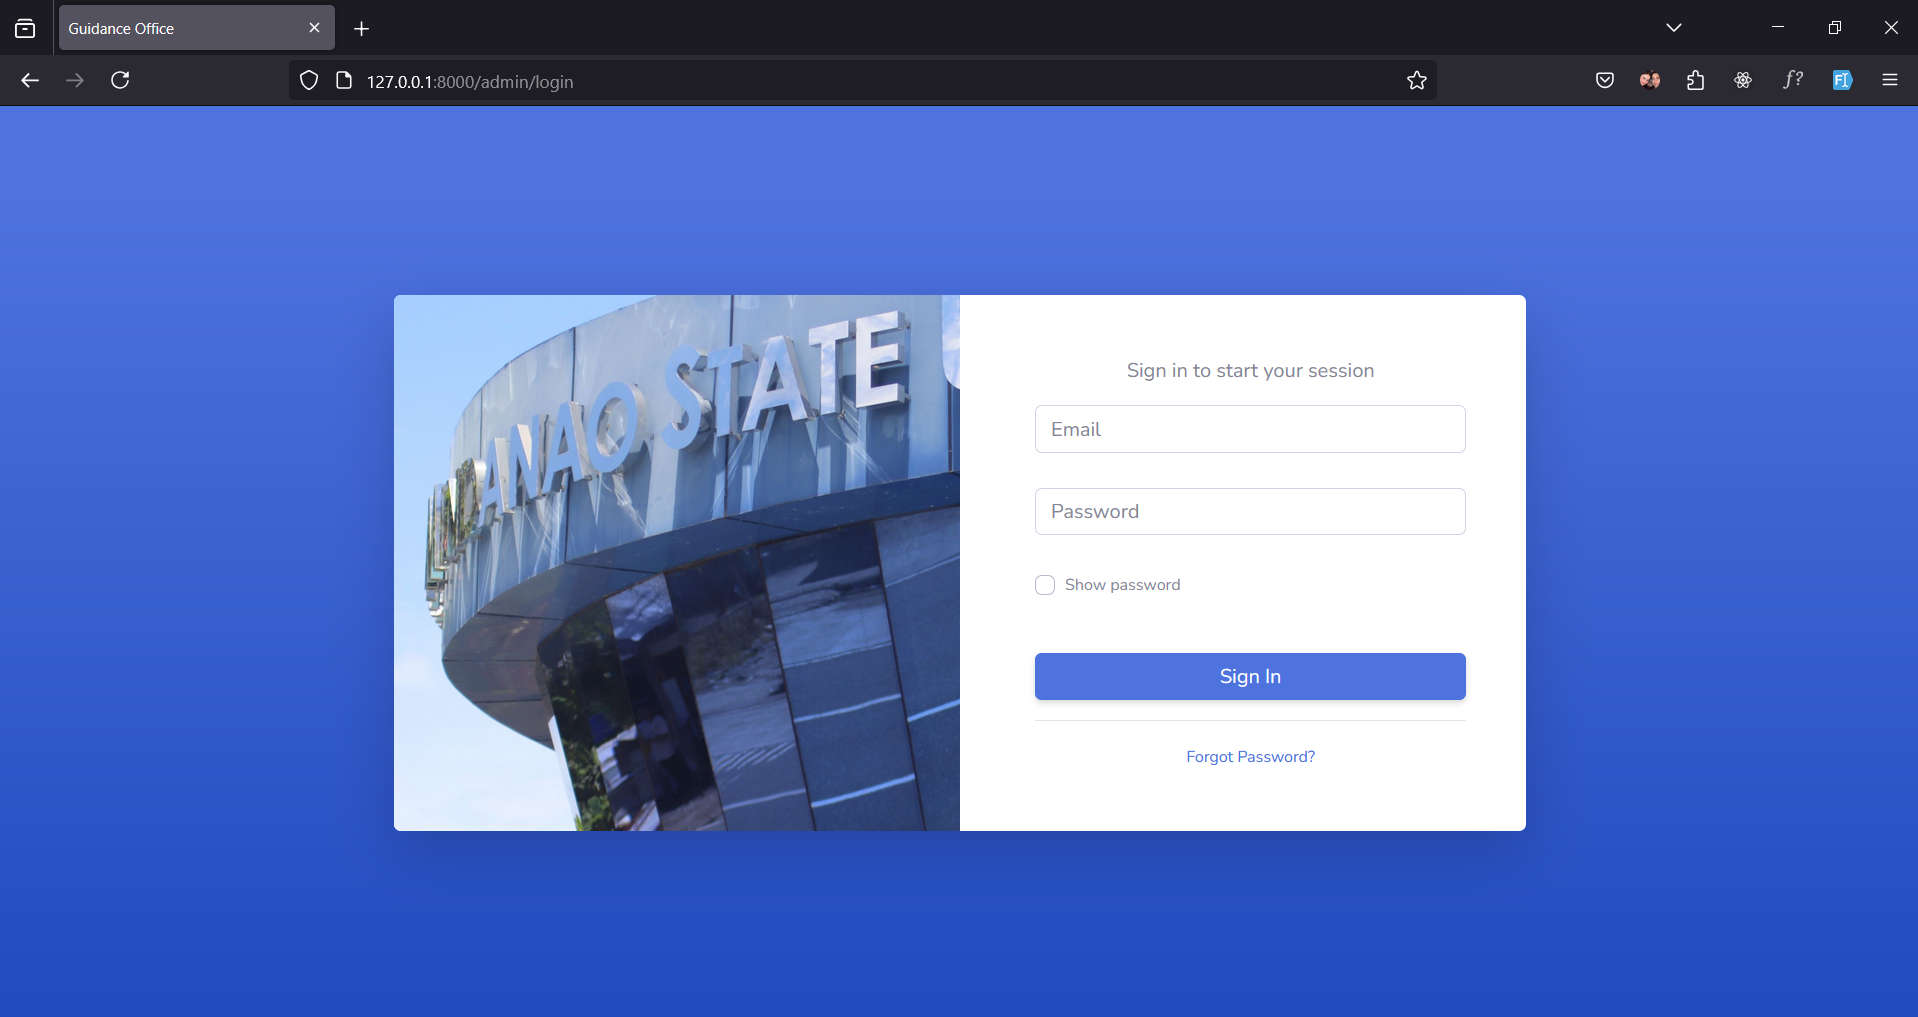 Guidance Office
127.0.0.1:8000/admin/login
f?
FI
ANAO STATE
Sign in to start your session
Email
Password
Show password
Sign In
Forgot Password?